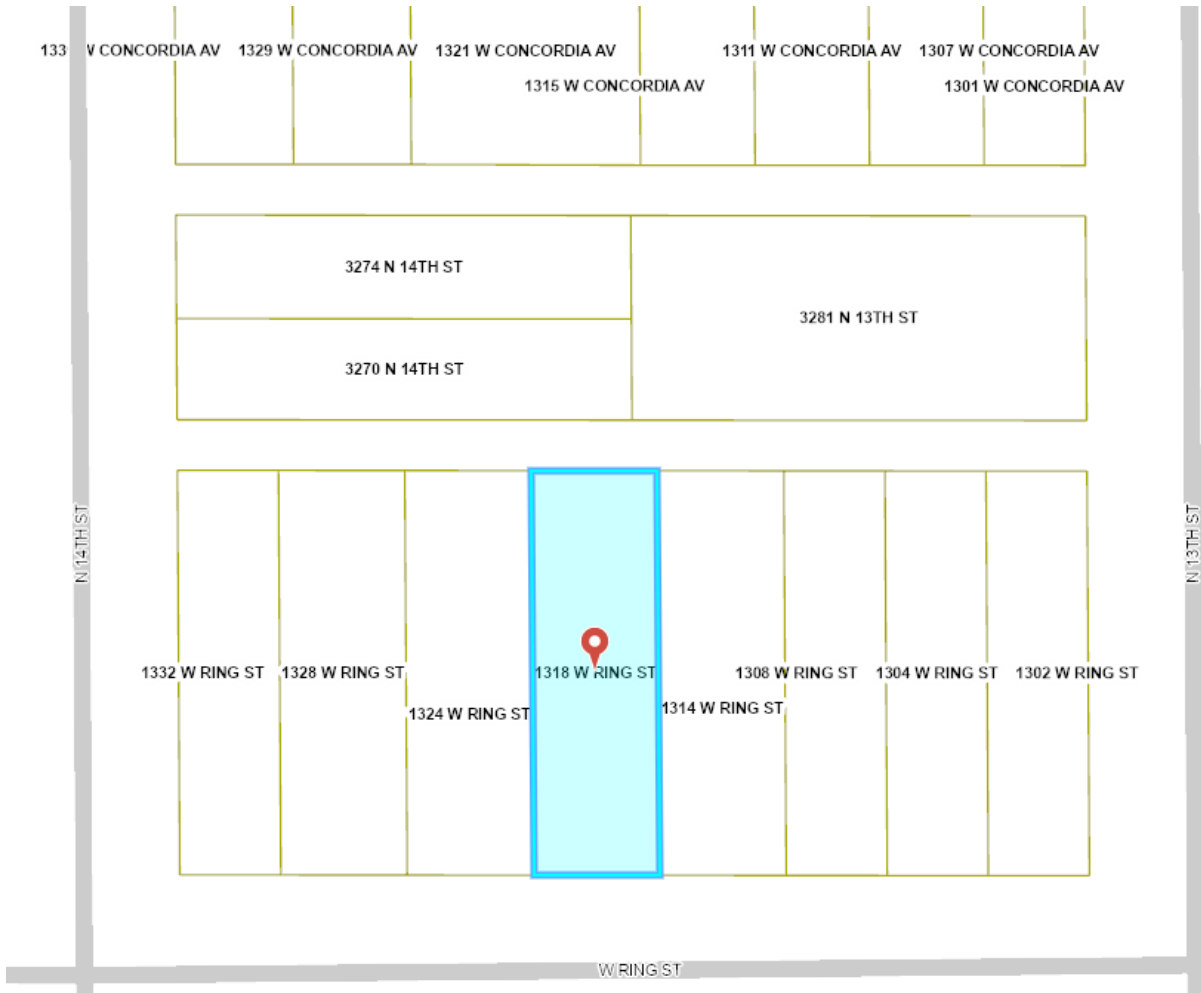 133 W CONCORDIA AV
1329 W CONCORDIA AV
1321 W CONCORDIA AV
1311 W CONCORDIA AV
1307 W CONCORDIA AV
1315 W CONCORDIA AV
1301 W CONCORDIA AV
3274 N 14TH ST
3281 N 13TH ST
3270 N 14TH ST
N 14TH ST
N 13TH ST
1332 W RING ST
1328 W RING ST
1318 W RING ST
1308 W RING ST
1304 W RING ST
1302 W RING ST
1324 W RING ST
1314 W RING ST
W RING ST